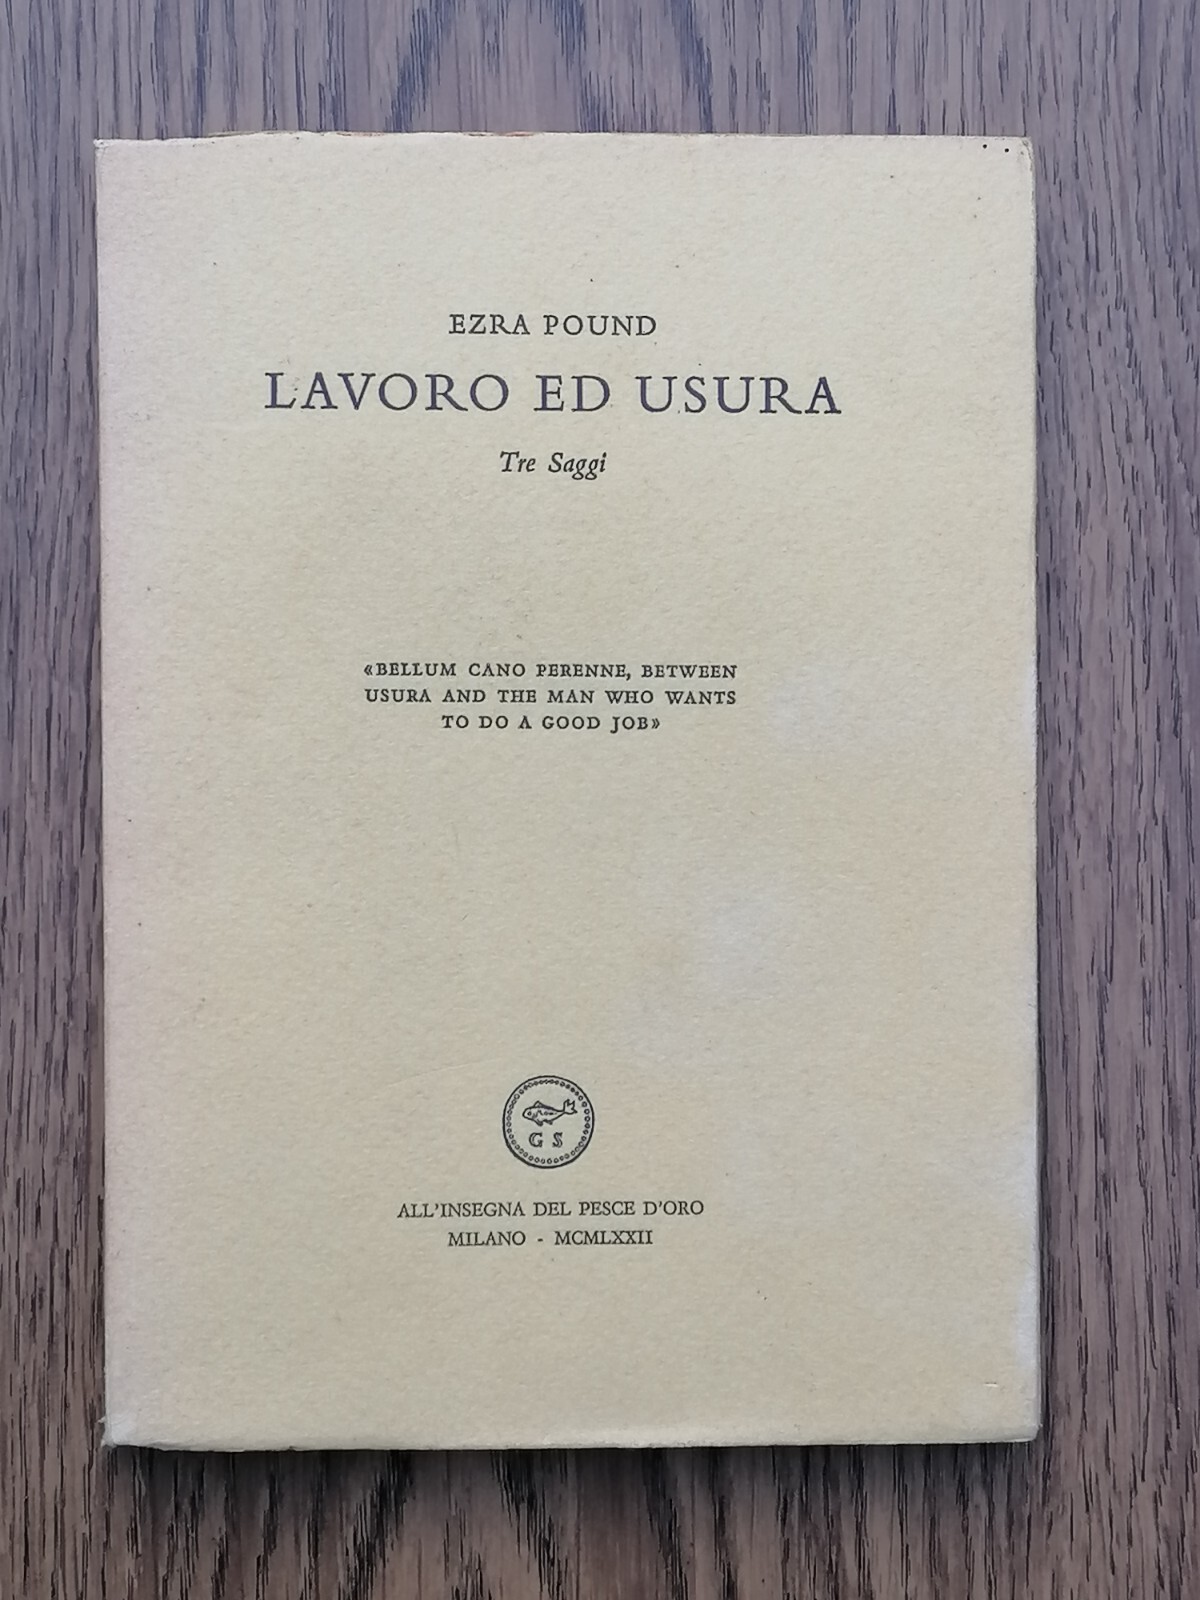 EZRA POUND
LAVORO ED USURA
Tre Saggi
«BELLUM CANO PERENNE, BETWEEN
USURA AND THE MAN WHO WANTS
TO DO A GOOD JOB»
G S
ALL'INSEGNA DEL PESCE D'ORO
MILANO - MCMLXXII